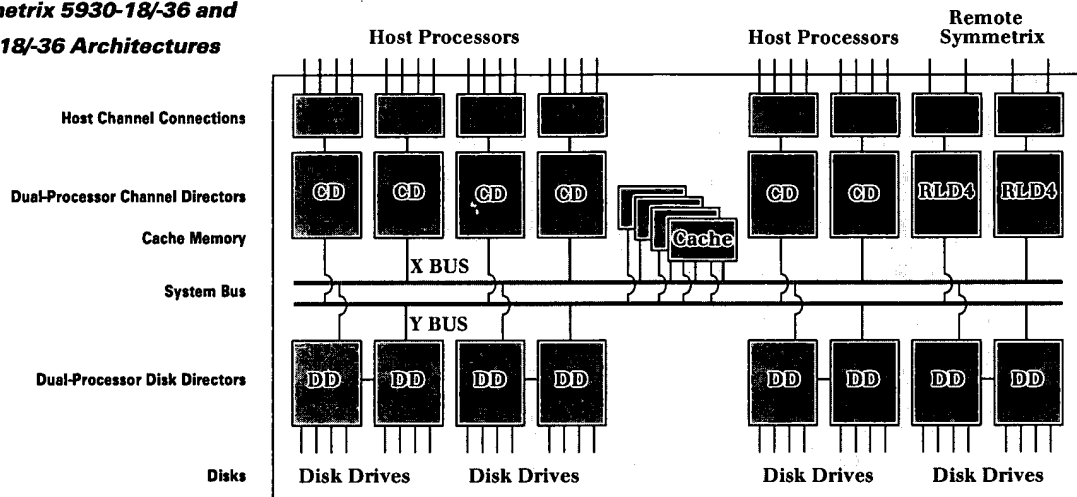 metrix 5930-18/-36 and
18/-36 Architectures
Host Processors
Host Processors
Remote
Symmetrix
Host Channel Connections
Dual-Processor Channel Directors
CD
CD
CD
CD
CD
CD
RLD4
RLD4
Cache Memory
Cache
X BUS
System Bus
Y BUS
Dual-Processor Disk Directors
DD
DD
DD
DD
DD
DD
DD
DD
Disks
Disk Drives
Disk Drives
Disk Drives
Disk Drives